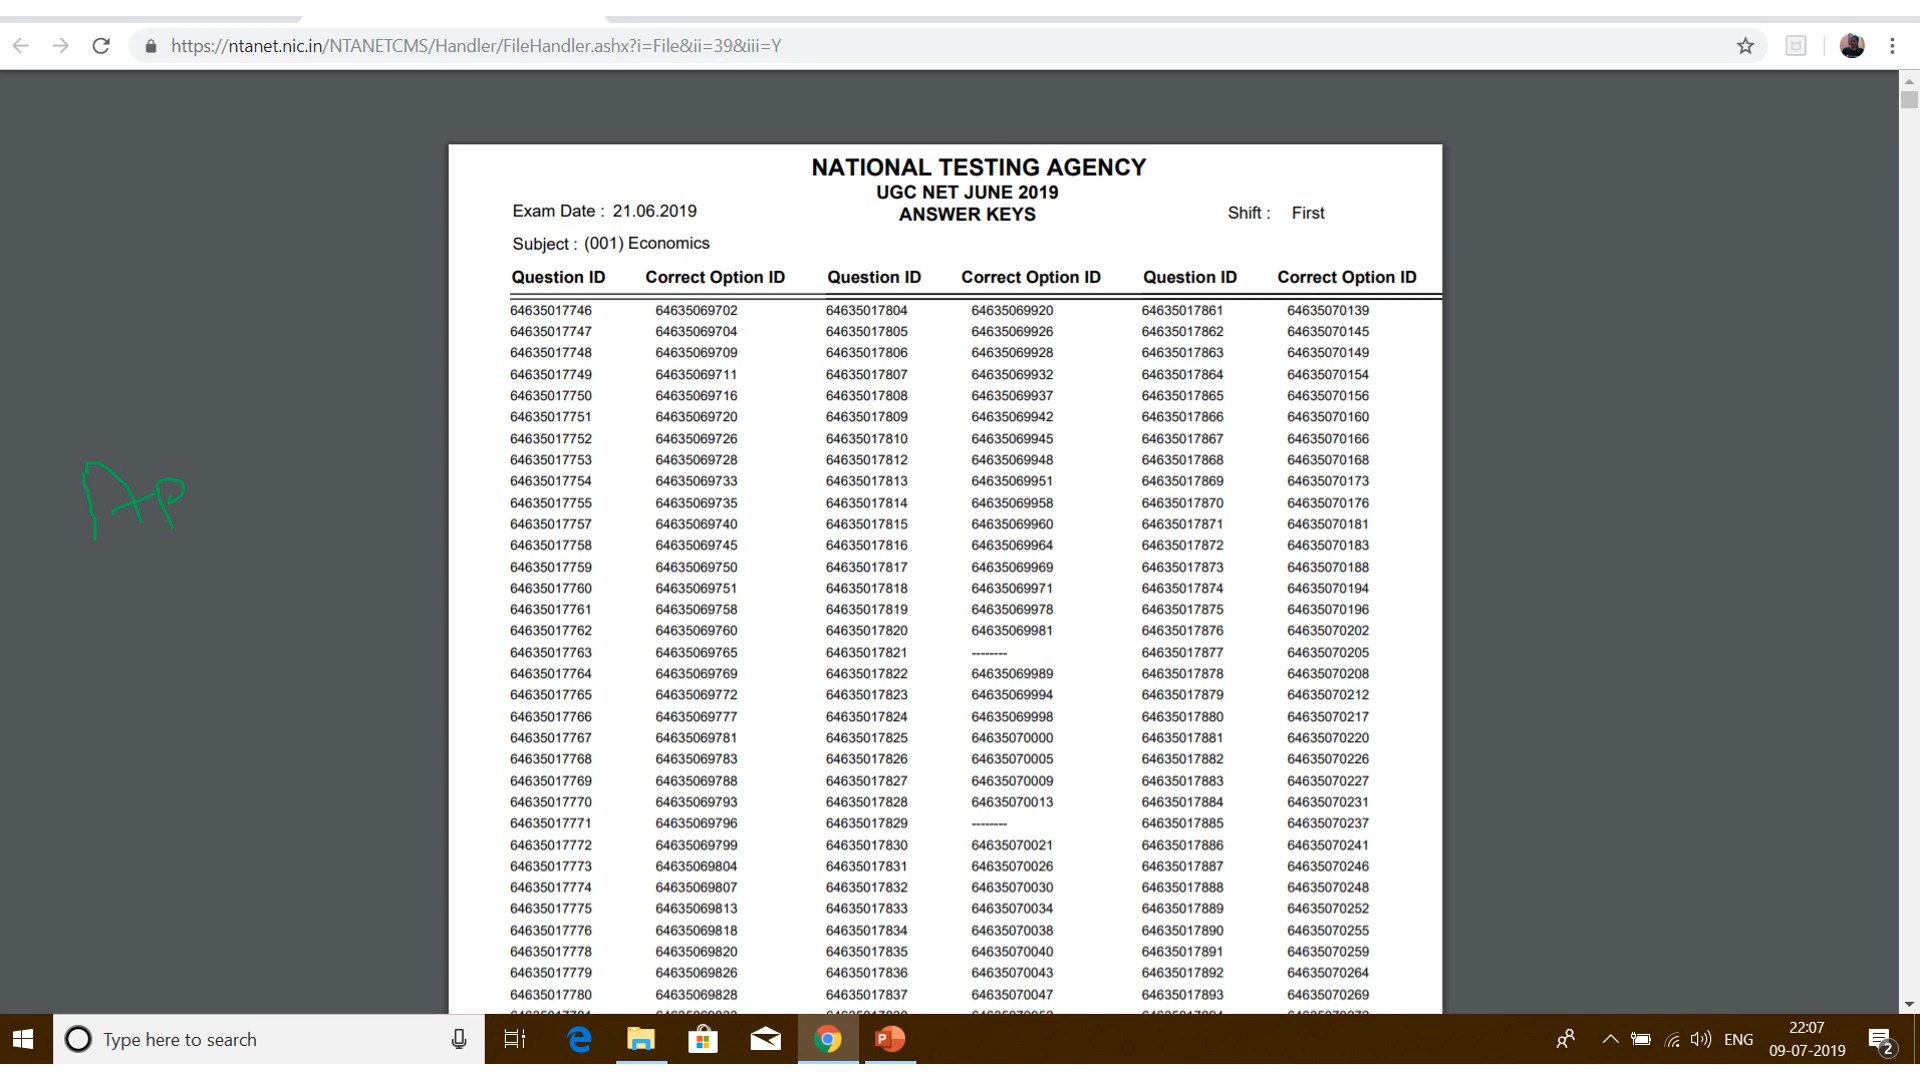 https://ntanet.nic.in/NTANETCMS/Handler/FileHandler.ashx?i=File&ii=39&iii=Y
NATIONAL TESTING AGENCY
UGC NET JUNE 2019
Exam Date : 21.06.2019 ANSWER KEYS Shift : First
Subject : (001) Economics
Question ID Correct Option ID Question ID Correct Option ID Question ID Correct Option ID
64635017746 64635069702 64635017804 64635069920 64635017861 64635070139
64635017747 64635069704 64635017805 64635069926 64635017862 64635070145
64635017748 64635069709 64635017806 64635069928 64635017863 64635070149
64635017749 64635069711 64635017807 64635069932 64635017864 64635070154
64635017750 64635069716 64635017808 64635069937 64635017865 64635070156
64635017751 64635069720 64635017809 64635069942 64635017866 64635070160
64635017752 64635069726 64635017810 64635069945 64635017867 64635070166
64635017753 64635069728 64635017812 64635069948 64635017868 64635070168
64635017754 64635069733 64635017813 64635069951 64635017869 64635070173
64635017755 64635069735 64635017814 64635069958 64635017870 64635070176
64635017757 64635069740 64635017815 64635069960 64635017871 64635070181
64635017758 64635069745 64635017816 64635069964 64635017872 64635070183
64635017759 64635069750 64635017817 64635069969 64635017873 64635070188
64635017760 64635069751 64635017818 64635069971 64635017874 64635070194
64635017761 64635069758 64635017819 64635069978 64635017875 64635070196
64635017762 64635069760 64635017820 64635069981 64635017876 64635070202
64635017763 64635069765 64635017821 -------- 64635017877 64635070205
64635017764 64635069769 64635017822 64635069989 64635017878 64635070208
64635017765 64635069772 64635017823 64635069994 64635017879 64635070212
64635017766 64635069777 64635017824 64635069998 64635017880 64635070217
64635017767 64635069781 64635017825 64635070000 64635017881 64635070220
64635017768 64635069783 64635017826 64635070005 64635017882 64635070226
64635017769 64635069788 64635017827 64635070009 64635017883 64635070227
64635017770 64635069793 64635017828 64635070013 64635017884 64635070231
64635017771 64635069796 64635017829 -------- 64635017885 64635070237
64635017772 64635069799 64635017830 64635070021 64635017886 64635070241
64635017773 64635069804 64635017831 64635070026 64635017887 64635070246
64635017774 64635069807 64635017832 64635070030 64635017888 64635070248
64635017775 64635069813 64635017833 64635070034 64635017889 64635070252
64635017776 64635069818 64635017834 64635070038 64635017890 64635070255
64635017778 64635069820 64635017835 64635070040 64635017891 64635070259
64635017779 64635069826 64635017836 64635070043 64635017892 64635070264
64635017780 64635069828 64635017837 64635070047 64635017893 64635070269
Type here to search
ENG
22:07
09-07-2019
2